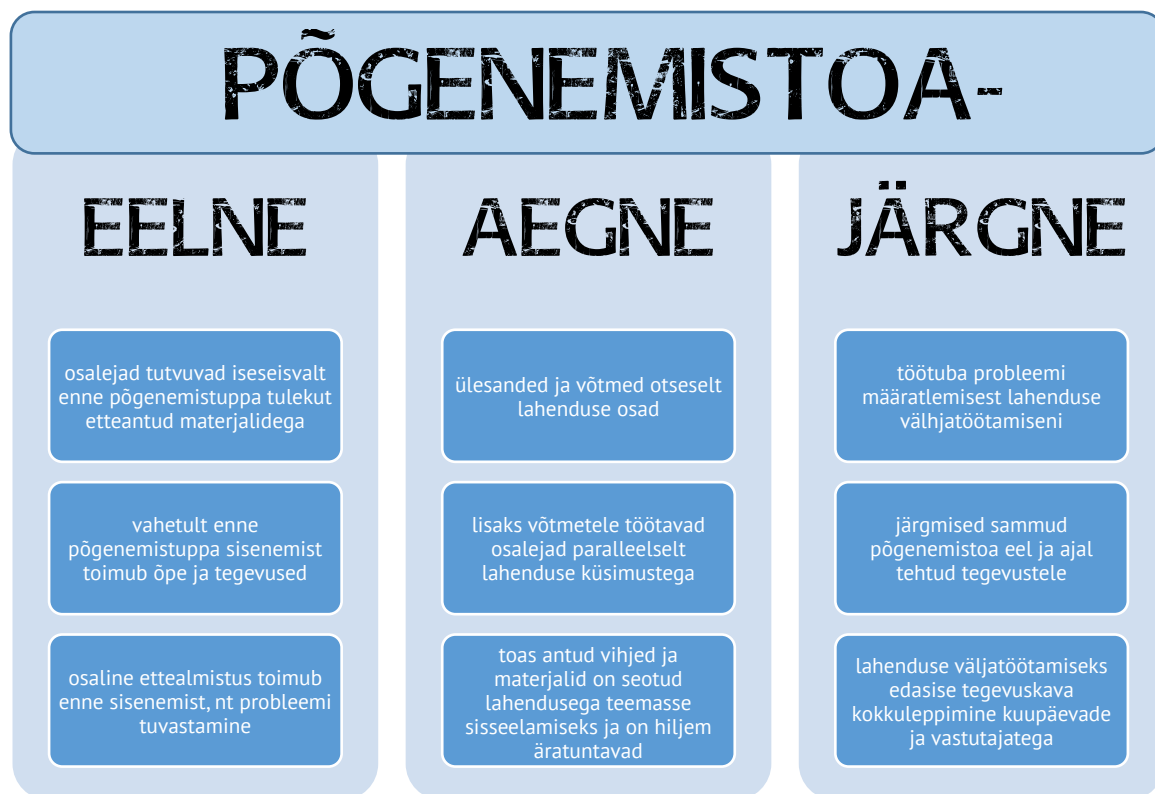 PÕGENEMISTOA-
EELNE
osalejad tutvuvad iseseisvalt
enne põgenemistuppa tulekut
etteantud materjalidega
vahetult enne
põgenemistuppa sisenemist
toimub õpe ja tegevused
osaline ettealmistus toimub
enne sisenemist, nt probleemi
tuvastamine
AEGNE
ülesanded ja võtmed otseselt
lahenduse osad
lisaks võtmetele töötavad
osalejad paralleelselt
lahenduse küsimustega
toas antud vihjed ja
materjalid on seotud
lahendusega teemasse
sisseelamiseks ja on hiljem
äratuntavad
JÄRGNE
töötuba probleemi
määratlemisest lahenduse
välhjatöötamiseni
järgmised sammud
põgenemistoa eel ja ajal
tehtud tegevustele
lahenduse väljatöötamiseks
edasise tegevuskava
kokkuleppimine kuupäevade
ja vastutajatega